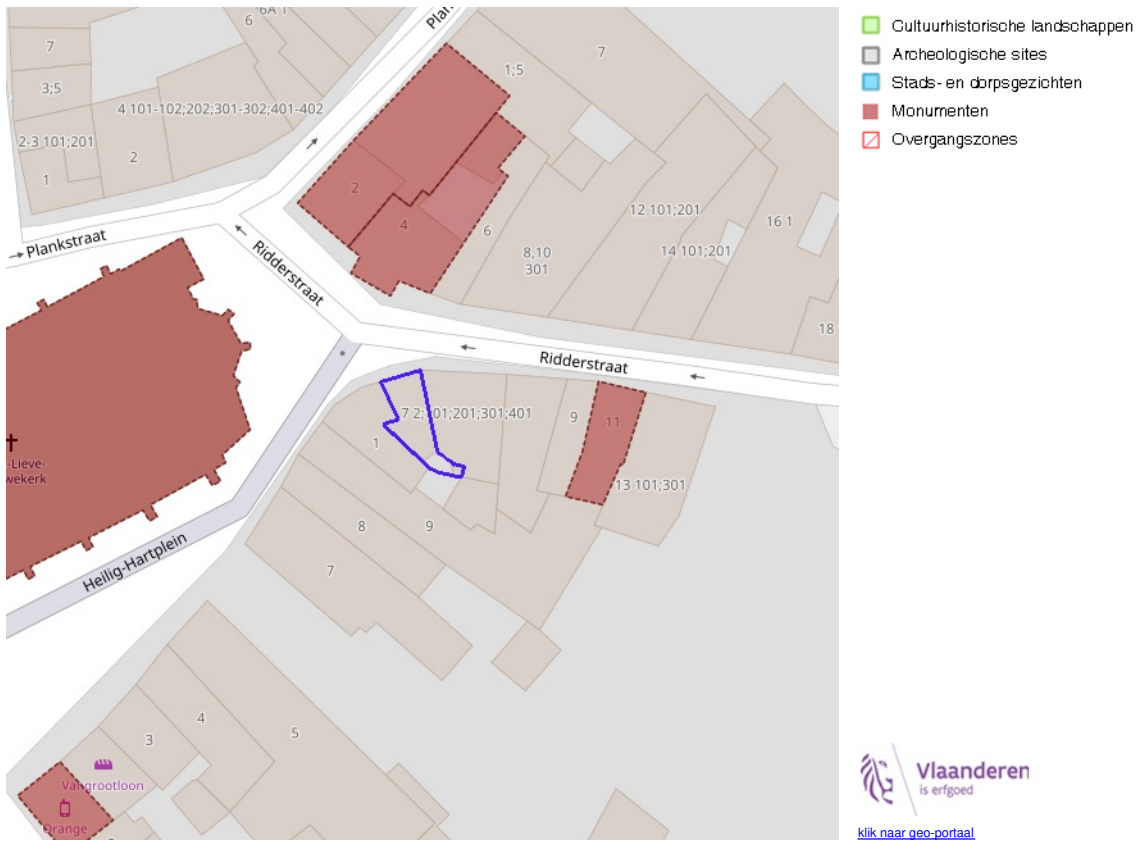 6A 1
6
7
3;5
4 101-102;202;301-302;401-402
2-3 101;201
2
1
1;5
7
2
4
6
8,10
301
12 101;201
14 101;201
16 1
18
Plankstraat
Ridderstraat
Ridderstraat
7 2;101;201;301;401
1
9
11
13 101;301
8
9
7
-Lieve-
wekerk
Heilig-Hartplein
3
4
5
Val grootloon
Orange
Cultuurhistorische landschappen
Archeologische sites
Stads- en dorpsgezichten
Monumenten
Overgangszones
Vlaanderen
is erfgoed
klik naar geo-portaal